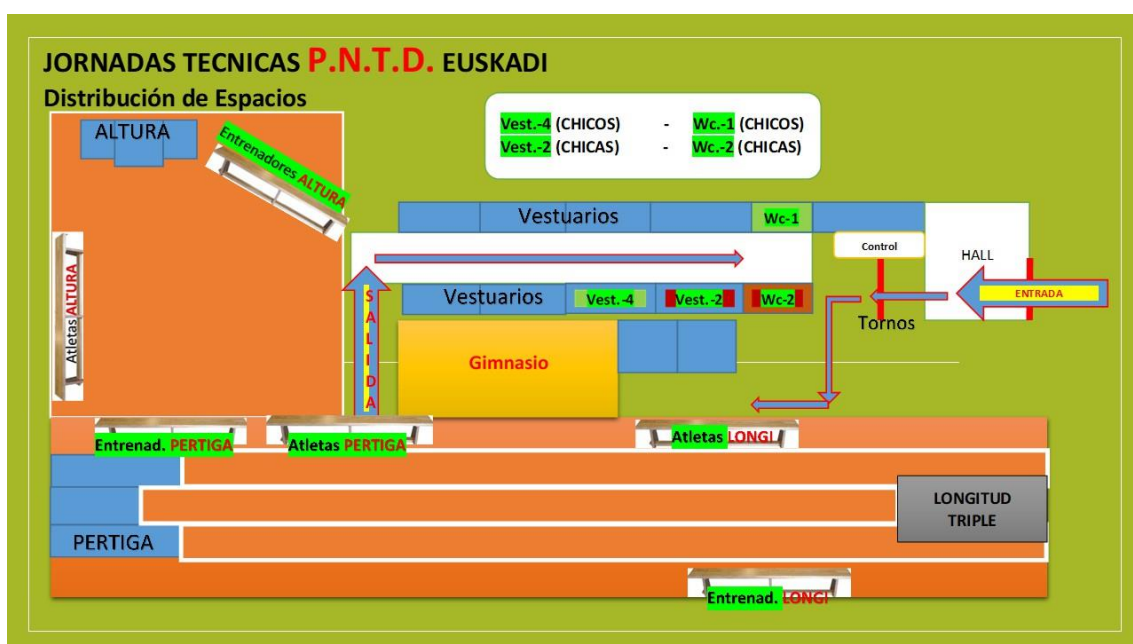 JORNADAS TECNICAS P.N.T.D. EUSKADI
Distribución de Espacios
Vest.-4 (CHICOS) - Wc.-1 (CHICOS)
Vest.-2 (CHICAS) - Wc.-2 (CHICAS)
ALTURA
Entrenadores ALTURA
Atletas ALTURA
Vestuarios
Wc-1
Control
HALL
ENTRADA
Tornos
SALIDA
Vestuarios
Vest.-4
Vest.-2
Wc-2
Gimnasio
Entrenad. PERTIGA
Atletas PERTIGA
Atletas LONGI
LONGITUD
TRIPLE
PERTIGA
Entrenad. LONGI